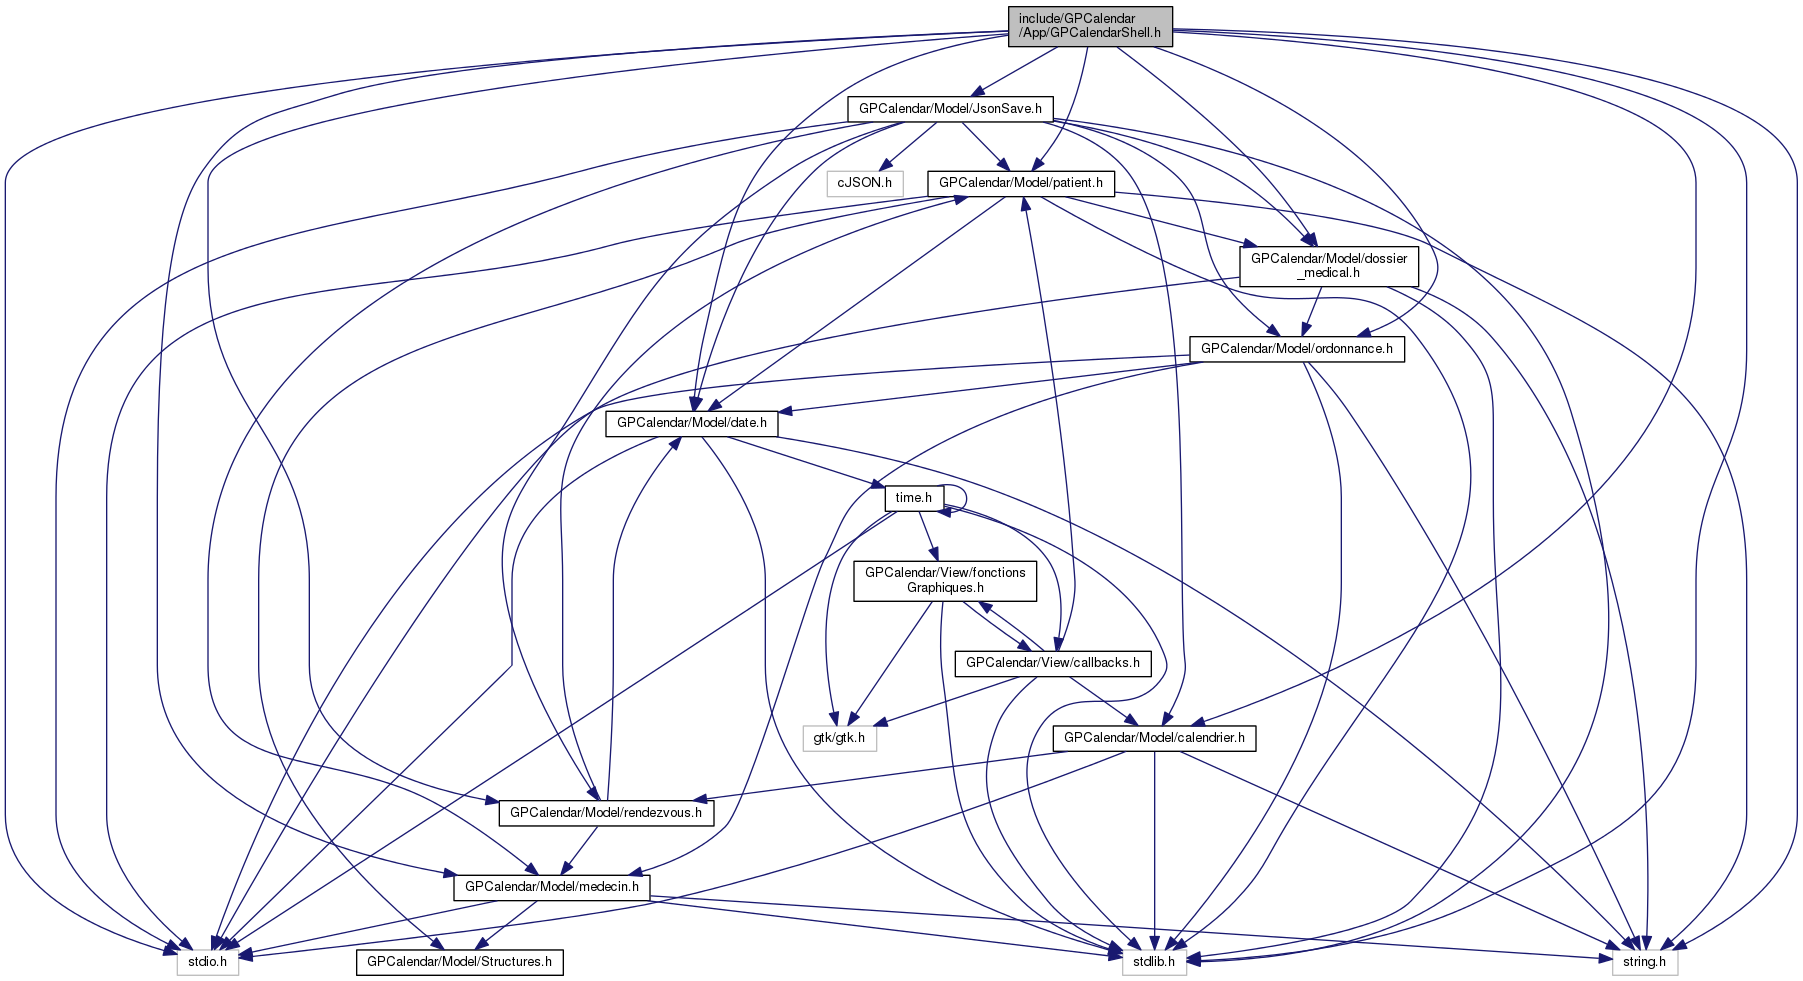 include/GPCalendar
/App/GPCalendarShell.h
GPCalendar/Model/JsonSave.h
cJSON.h
GPCalendar/Model/patient.h
GPCalendar/Model/dossier
_medical.h
GPCalendar/Model/ordonnance.h
GPCalendar/Model/date.h
time.h
GPCalendar/View/fonctions
Graphiques.h
GPCalendar/View/callbacks.h
gtk/gtk.h
GPCalendar/Model/calendrier.h
GPCalendar/Model/rendezvous.h
GPCalendar/Model/medecin.h
stdio.h
GPCalendar/Model/Structures.h
stdlib.h
string.h